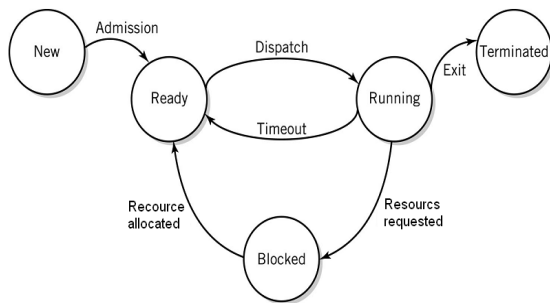 Admission
New
Dispatch
Terminated
Exit
Ready
Running
Timeout
Recource
allocated
Resourcs
requested
Blocked